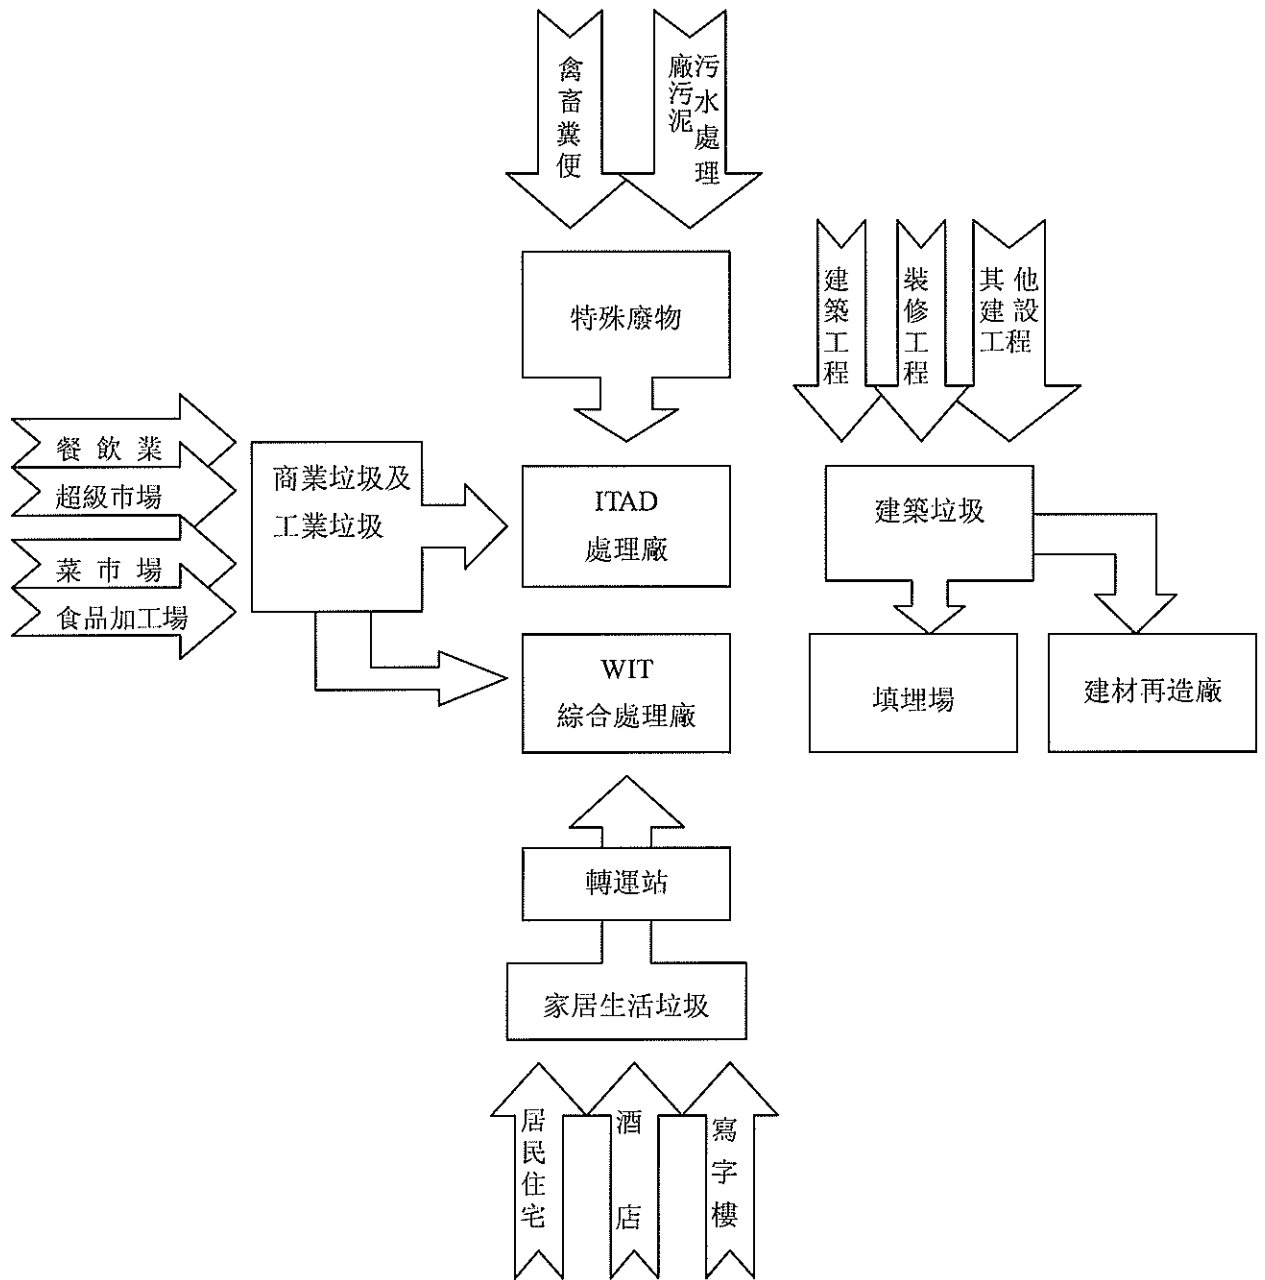 禽畜糞便
污水處理
廠污泥
特殊廢物
建築工程
裝修工程
其他
建設
工程
餐飲業
超級市場
菜市場
食品加工場
商業垃圾及
工業垃圾
ITAD
處理廠
建築垃圾
WIT
綜合處理廠
填埋場
建材再造廠
轉運站
家居生活垃圾
居民住宅
酒店
寫字樓